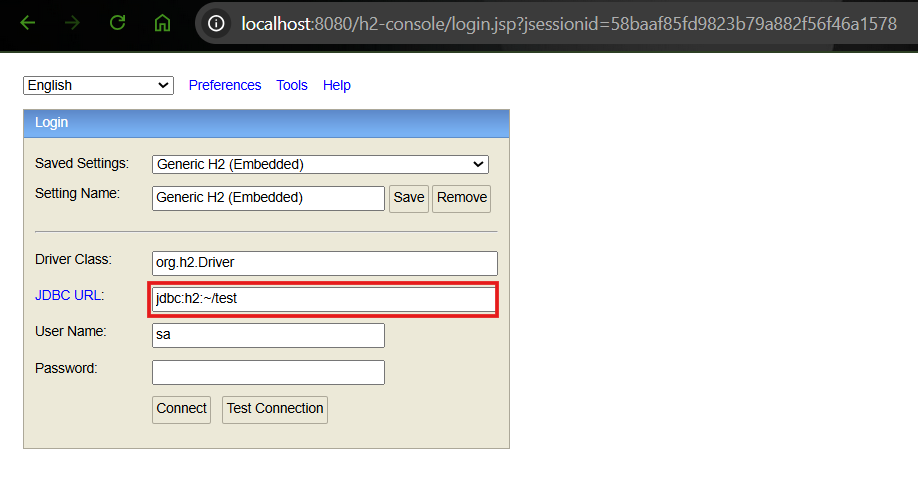 localhost:8080/h2-console/login.jsp?jsessionid=58baaf85fd9823b79a882f56f46a1578
English Preferences Tools Help
Login
Saved Settings: Generic H2 (Embedded)
Setting Name: Generic H2 (Embedded) Save Remove
Driver Class: org.h2.Driver
JDBC URL: jdbc:h2:~/test
User Name: sa
Password:
Connect Test Connection